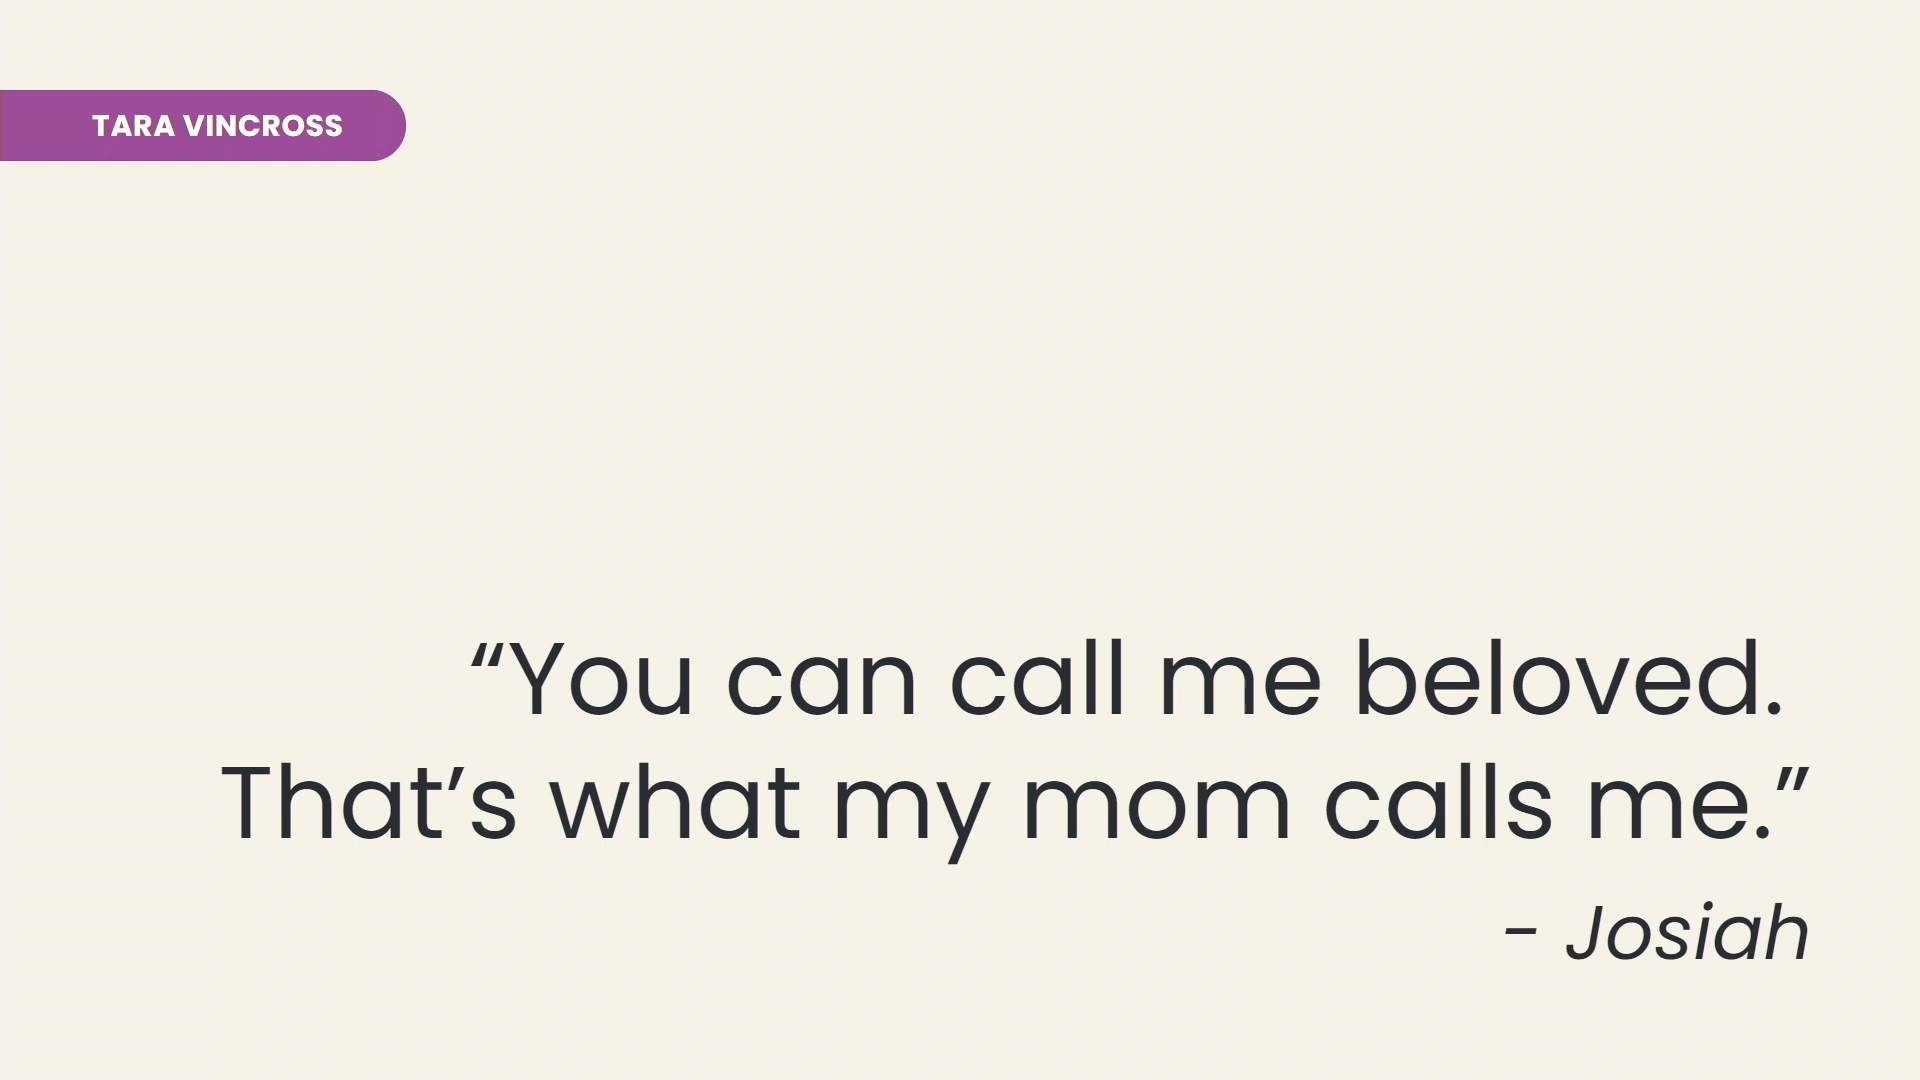 TARA VINCROSS
“You can call me beloved.
That’s what my mom calls me.”
- Josiah